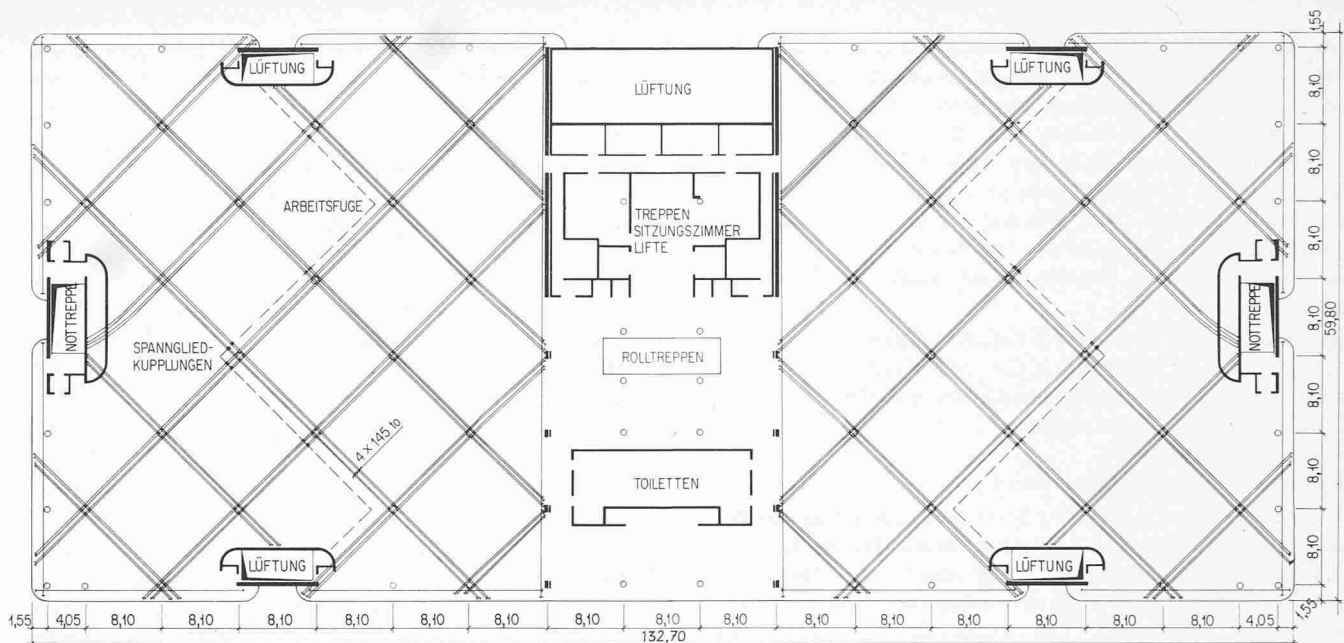 LÜFTUNG
LÜFTUNG
LÜFTUNG
ARBEITSFUGE
TREPPEN
SITZUNGSZIMMER
LIFTE
NOTTREPPE
NOTTREPPE
SPANNGLIED-
KUPPLUNGEN
ROLLTREPPEN
4 x 145 to
TOILETTEN
LÜFTUNG
LÜFTUNG
1,55
8,10
8,10
8,10
8,10
8,10
8,10
8,10
1,55
59,80
1,55 4,05 8,10 8,10 8,10 8,10 8,10 8,10 8,10 8,10 8,10 8,10 8,10 8,10 8,10 8,10 8,10 4,05
132,70